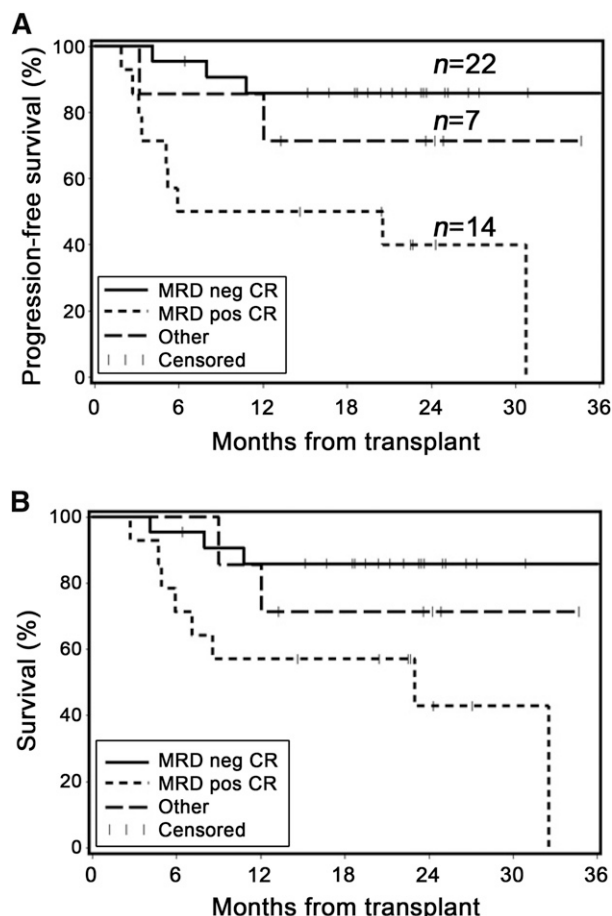 A
Progression-free survival (%)
100
80
60
40
20
0
n=22
n=7
n=14
MRD neg CR
MRD pos CR
Other
Censored
0 6 12 18 24 30 36
Months from transplant
B
Survival (%)
100
80
60
40
20
0
MRD neg CR
MRD pos CR
Other
Censored
0 6 12 18 24 30 36
Months from transplant